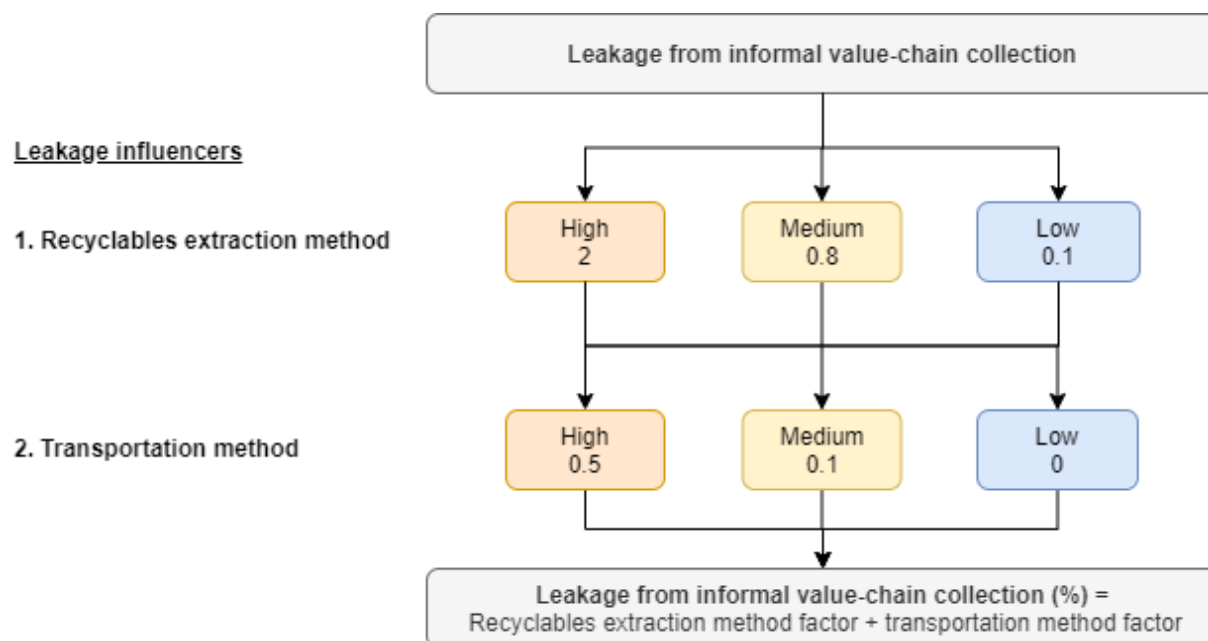 Leakage from informal value-chain collection
Leakage influencers
1. Recyclables extraction method
High
2
Medium
0.8
Low
0.1
2. Transportation method
High
0.5
Medium
0.1
Low
0
Leakage from informal value-chain collection (%) =
Recyclables extraction method factor + transportation method factor